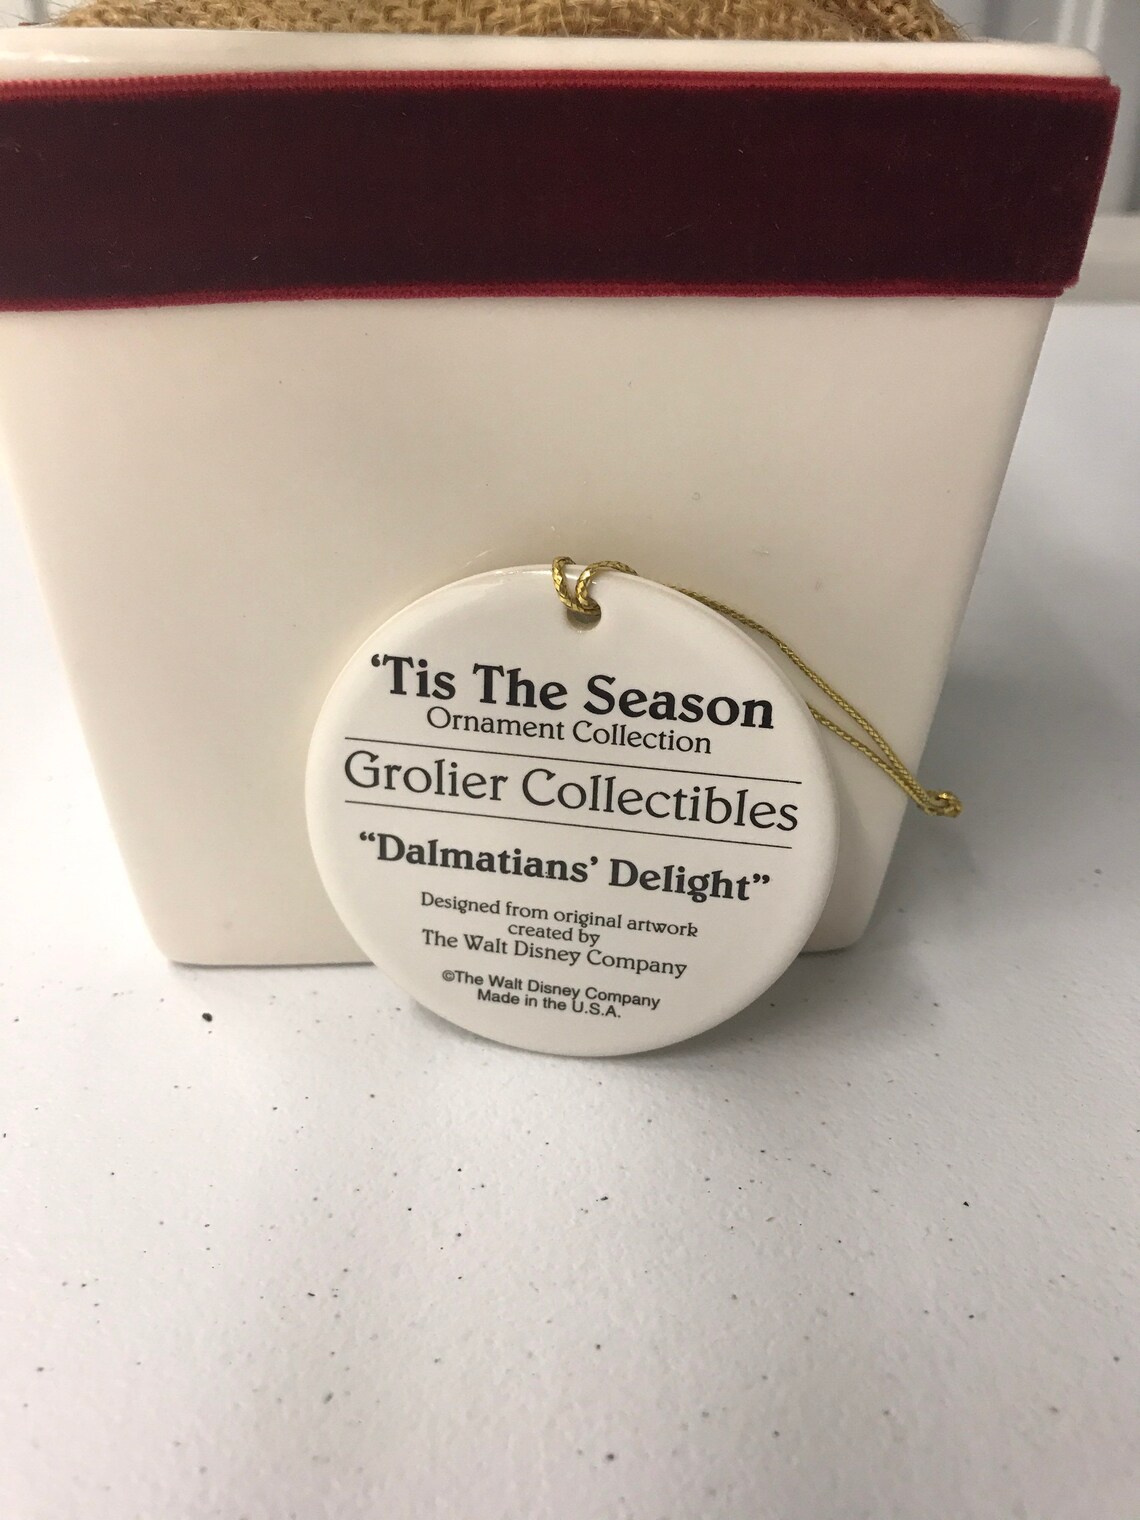 ‘Tis The Season
Ornament Collection
Grolier Collectibles
“Dalmatians’ Delight”
Designed from original artwork
created by
The Walt Disney Company
©The Walt Disney Company
Made in the U.S.A.